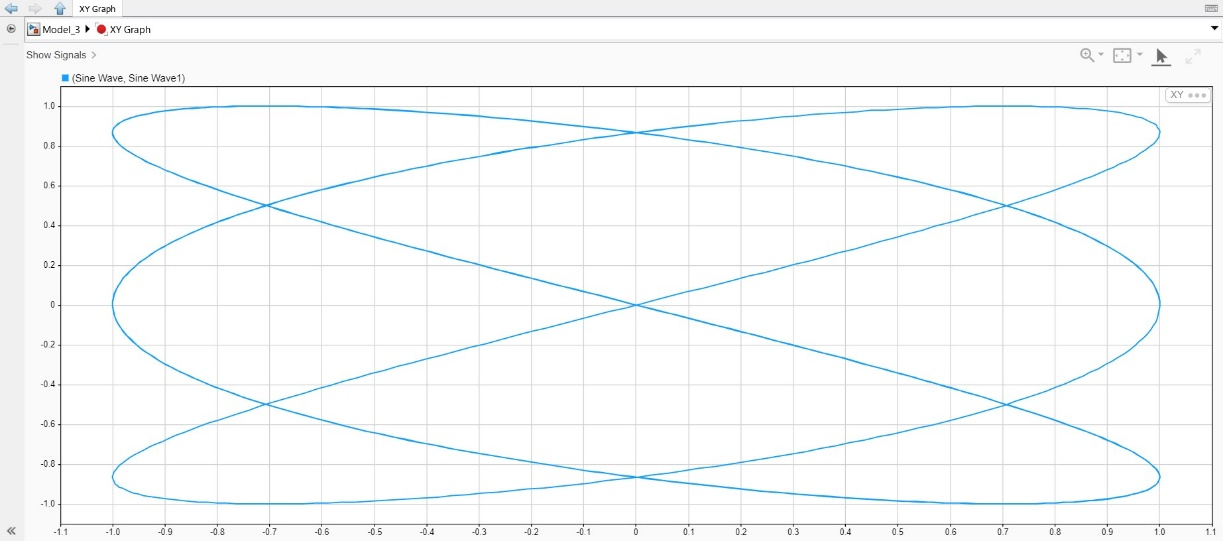 XY Graph
Model_3 XY Graph
Show Signals
(Sine Wave, Sine Wave1)
XY
1.0
0.8
0.6
0.4
0.2
0
-0.2
-0.4
-0.6
-0.8
-1.0
-1.1 -1.0 -0.9 -0.8 -0.7 -0.6 -0.5 -0.4 -0.3 -0.2 -0.1 0 0.1 0.2 0.3 0.4 0.5 0.6 0.7 0.8 0.9 1.0 1.1